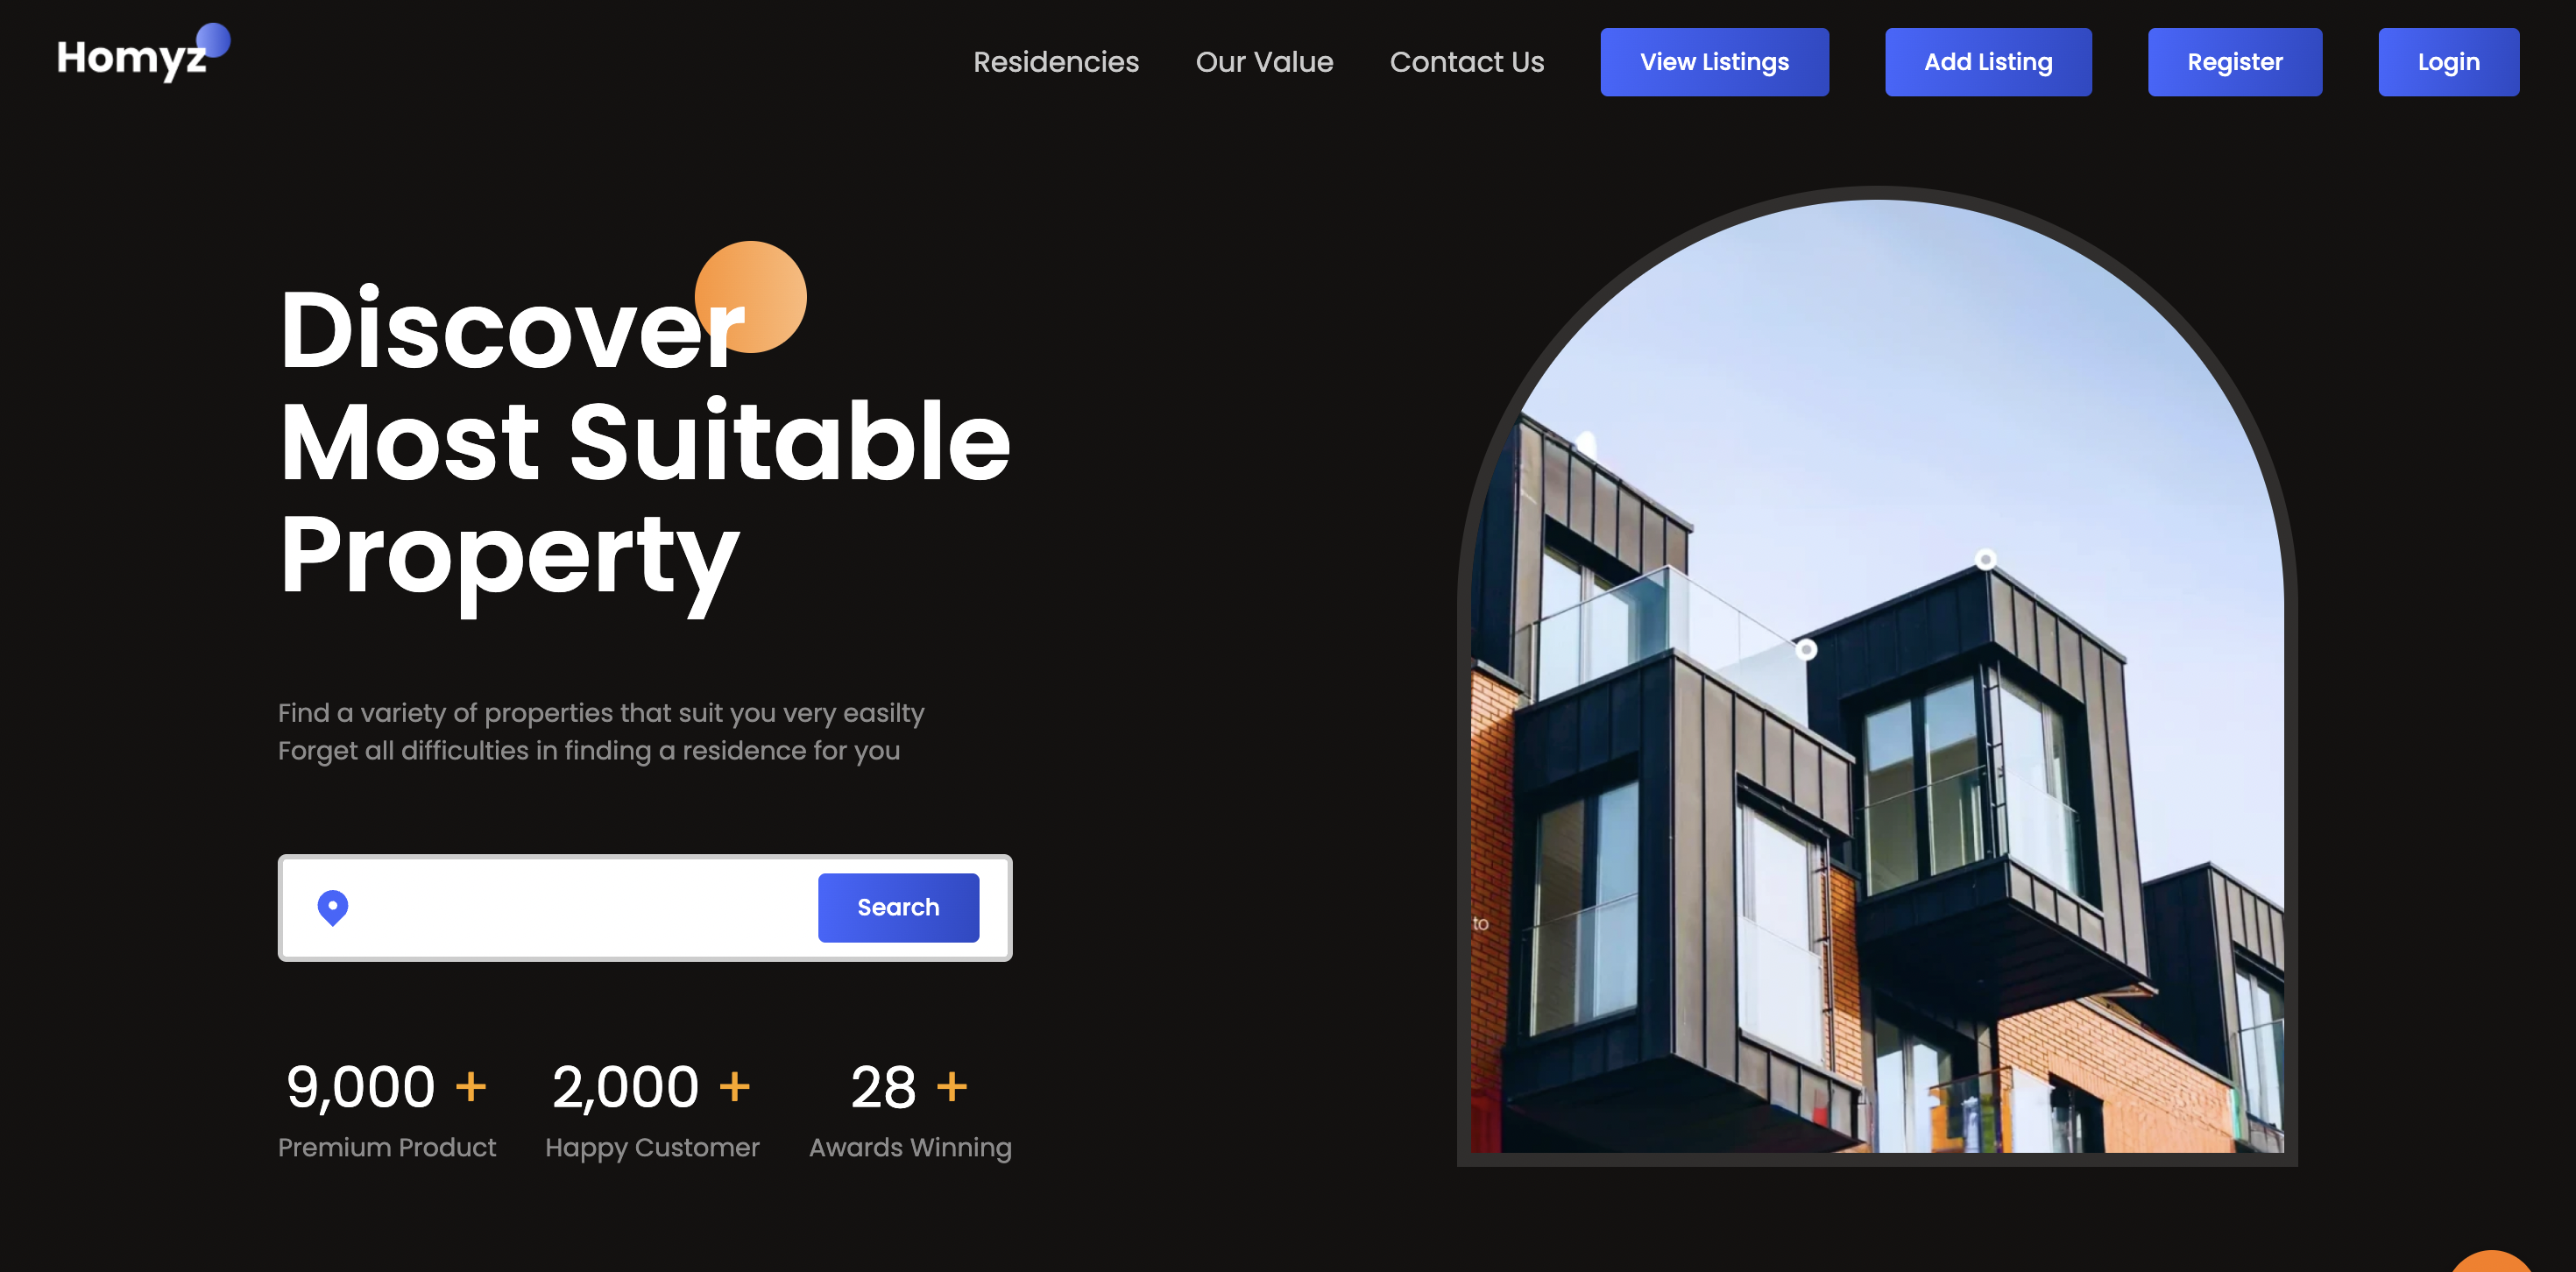 Homyz
Residencies
Our Value
Contact Us
View Listings
Add Listing
Register
Login
Discover
Most Suitable
Property
Find a variety of properties that suit you very easilty
Forget all difficulties in finding a residence for you
Search
9,000 +
2,000 +
28 +
Premium Product
Happy Customer
Awards Winning
to